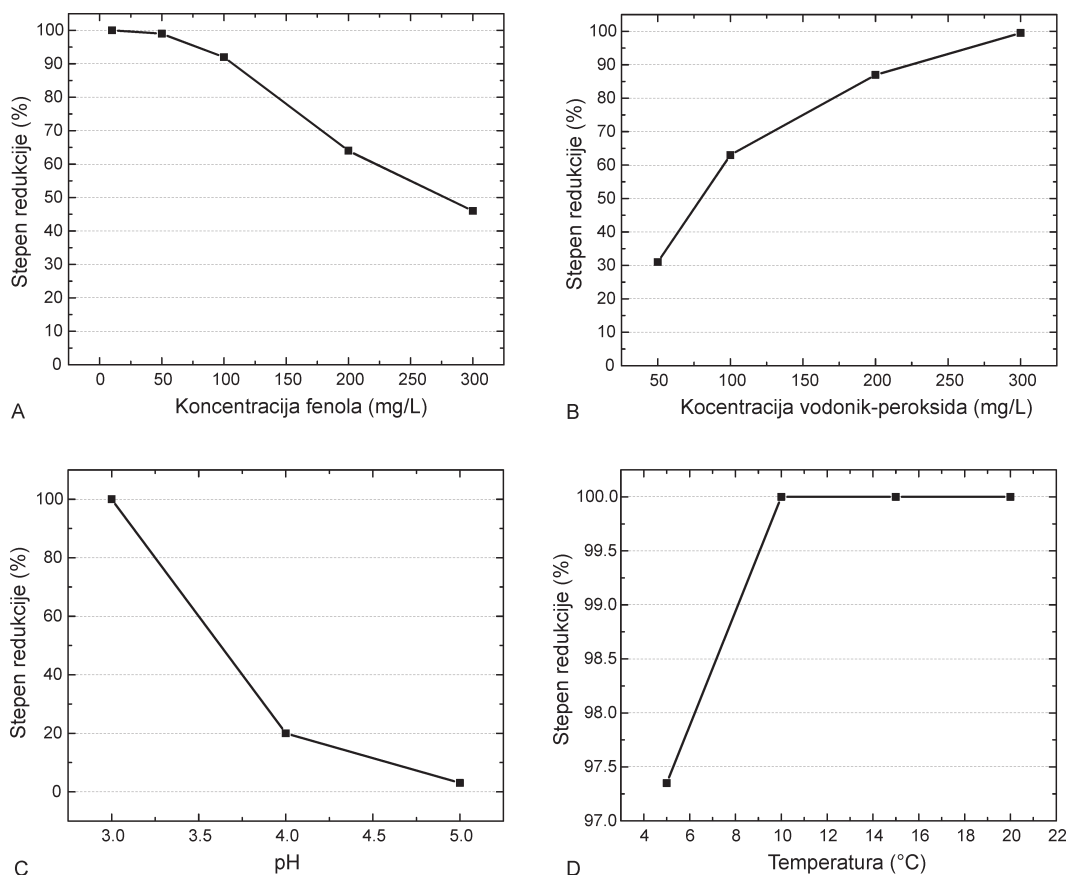 100
90
80
70
60
50
40
30
20
10
0
Stepen redukcije (%)
0 50 100 150 200 250 300
Koncentracija fenola (mg/L)
A
100
90
80
70
60
50
40
30
20
10
0
Stepen redukcije (%)
50 100 150 200 250 300
Kocentracija vodonik-peroksida (mg/L)
B
100
80
60
40
20
0
Stepen redukcije (%)
3.0 3.5 4.0 4.5 5.0
pH
C
100.0
99.5
99.0
98.5
98.0
97.5
97.0
Stepen redukcije (%)
4 6 8 10 12 14 16 18 20 22
Temperatura (°C)
D